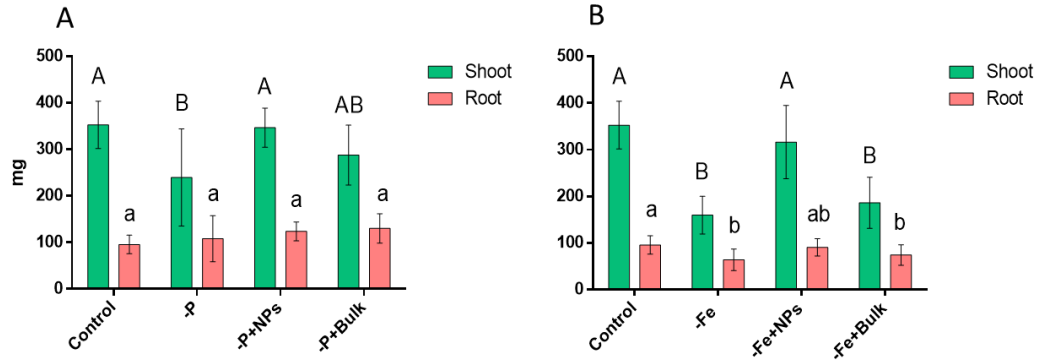 A
500
400
300
200
100
0
mg
A
a
B
a
A
a
AB
a
Control
-P
-P+NPs
-P+Bulk
Shoot
Root
B
500
400
300
200
100
0
A
a
B
b
A
ab
B
b
Control
-Fe
-Fe+NPs
-Fe+Bulk
Shoot
Root